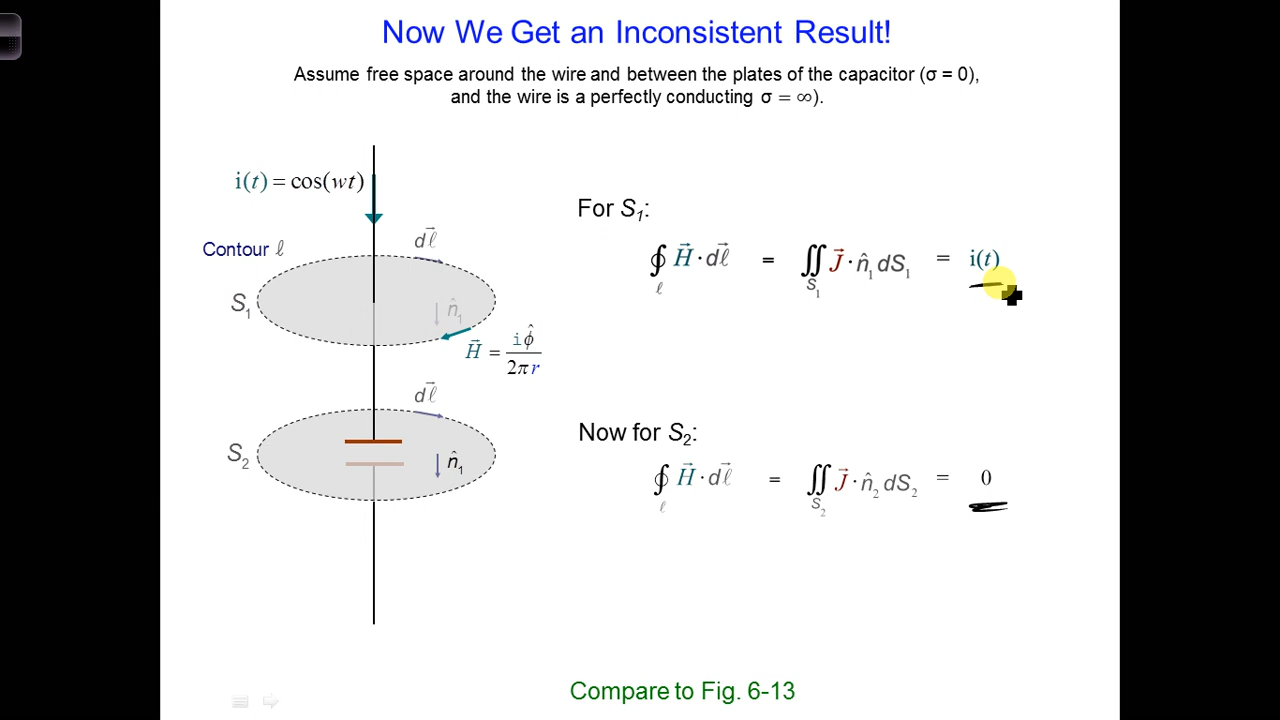 Now We Get an Inconsistent Result!
Assume free space around the wire and between the plates of the capacitor (σ = 0),
and the wire is a perfectly conducting σ = ∞).
i(t) = cos(wt)
Contour ℓ
dℓ⃗
S₁
n̂₁
H⃗ = iφ̂ / 2πr
For S₁:
∮ℓ H⃗ · dℓ⃗ = ∬S₁ J⃗ · n̂₁ dS₁ = i(t)
dℓ⃗
S₂
n̂₁
Now for S₂:
∮ℓ H⃗ · dℓ⃗ = ∬S₂ J⃗ · n̂₂ dS₂ = 0
Compare to Fig. 6-13